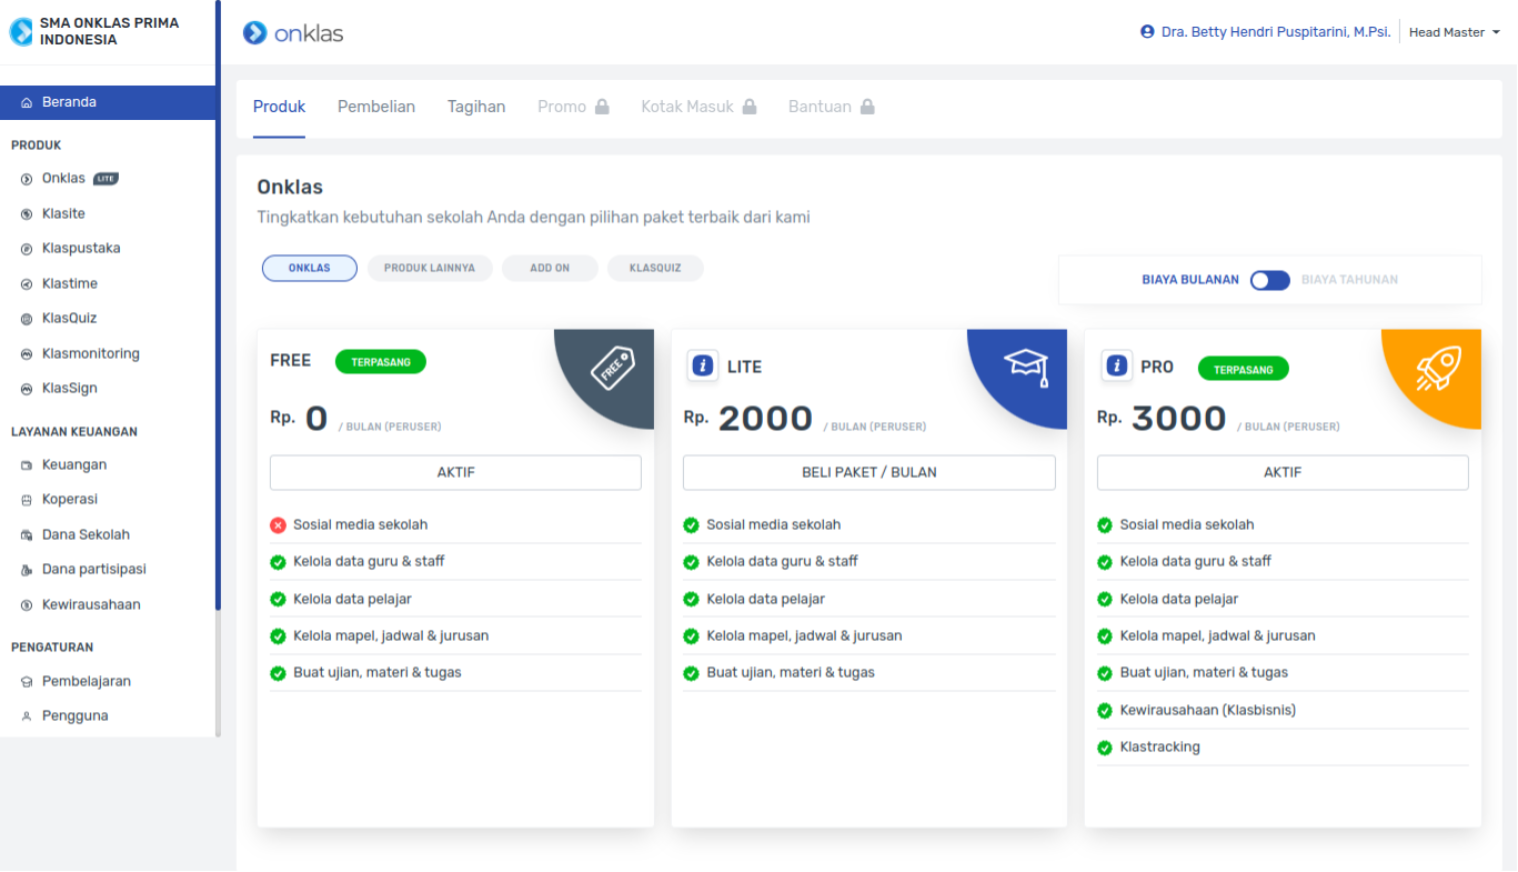 SMA ONKLAS PRIMA
INDONESIA
onklas
Dra. Betty Hendri Puspitarini, M.Psi.
Head Master
Beranda
PRODUK
Onklas LITE
Klasite
Klaspustaka
Klastime
KlasQuiz
Klasmonitoring
KlasSign
LAYANAN KEUANGAN
Keuangan
Koperasi
Dana Sekolah
Dana partisipasi
Kewirausahaan
PENGATURAN
Pembelajaran
Pengguna
Produk
Pembelian
Tagihan
Promo
Kotak Masuk
Bantuan
Onklas
Tingkatkan kebutuhan sekolah Anda dengan pilihan paket terbaik dari kami
ONKLAS
PRODUK LAINNYA
ADD ON
KLASQUIZ
BIAYA BULANAN
BIAYA TAHUNAN
FREE
TERPASANG
FREE
Rp. 0 / BULAN (PERUSER)
AKTIF
Sosial media sekolah
Kelola data guru & staff
Kelola data pelajar
Kelola mapel, jadwal & jurusan
Buat ujian, materi & tugas
i
LITE
Rp. 2000 / BULAN (PERUSER)
BELI PAKET / BULAN
Sosial media sekolah
Kelola data guru & staff
Kelola data pelajar
Kelola mapel, jadwal & jurusan
Buat ujian, materi & tugas
i
PRO
TERPASANG
Rp. 3000 / BULAN (PERUSER)
AKTIF
Sosial media sekolah
Kelola data guru & staff
Kelola data pelajar
Kelola mapel, jadwal & jurusan
Buat ujian, materi & tugas
Kewirausahaan (Klasbisnis)
Klastracking